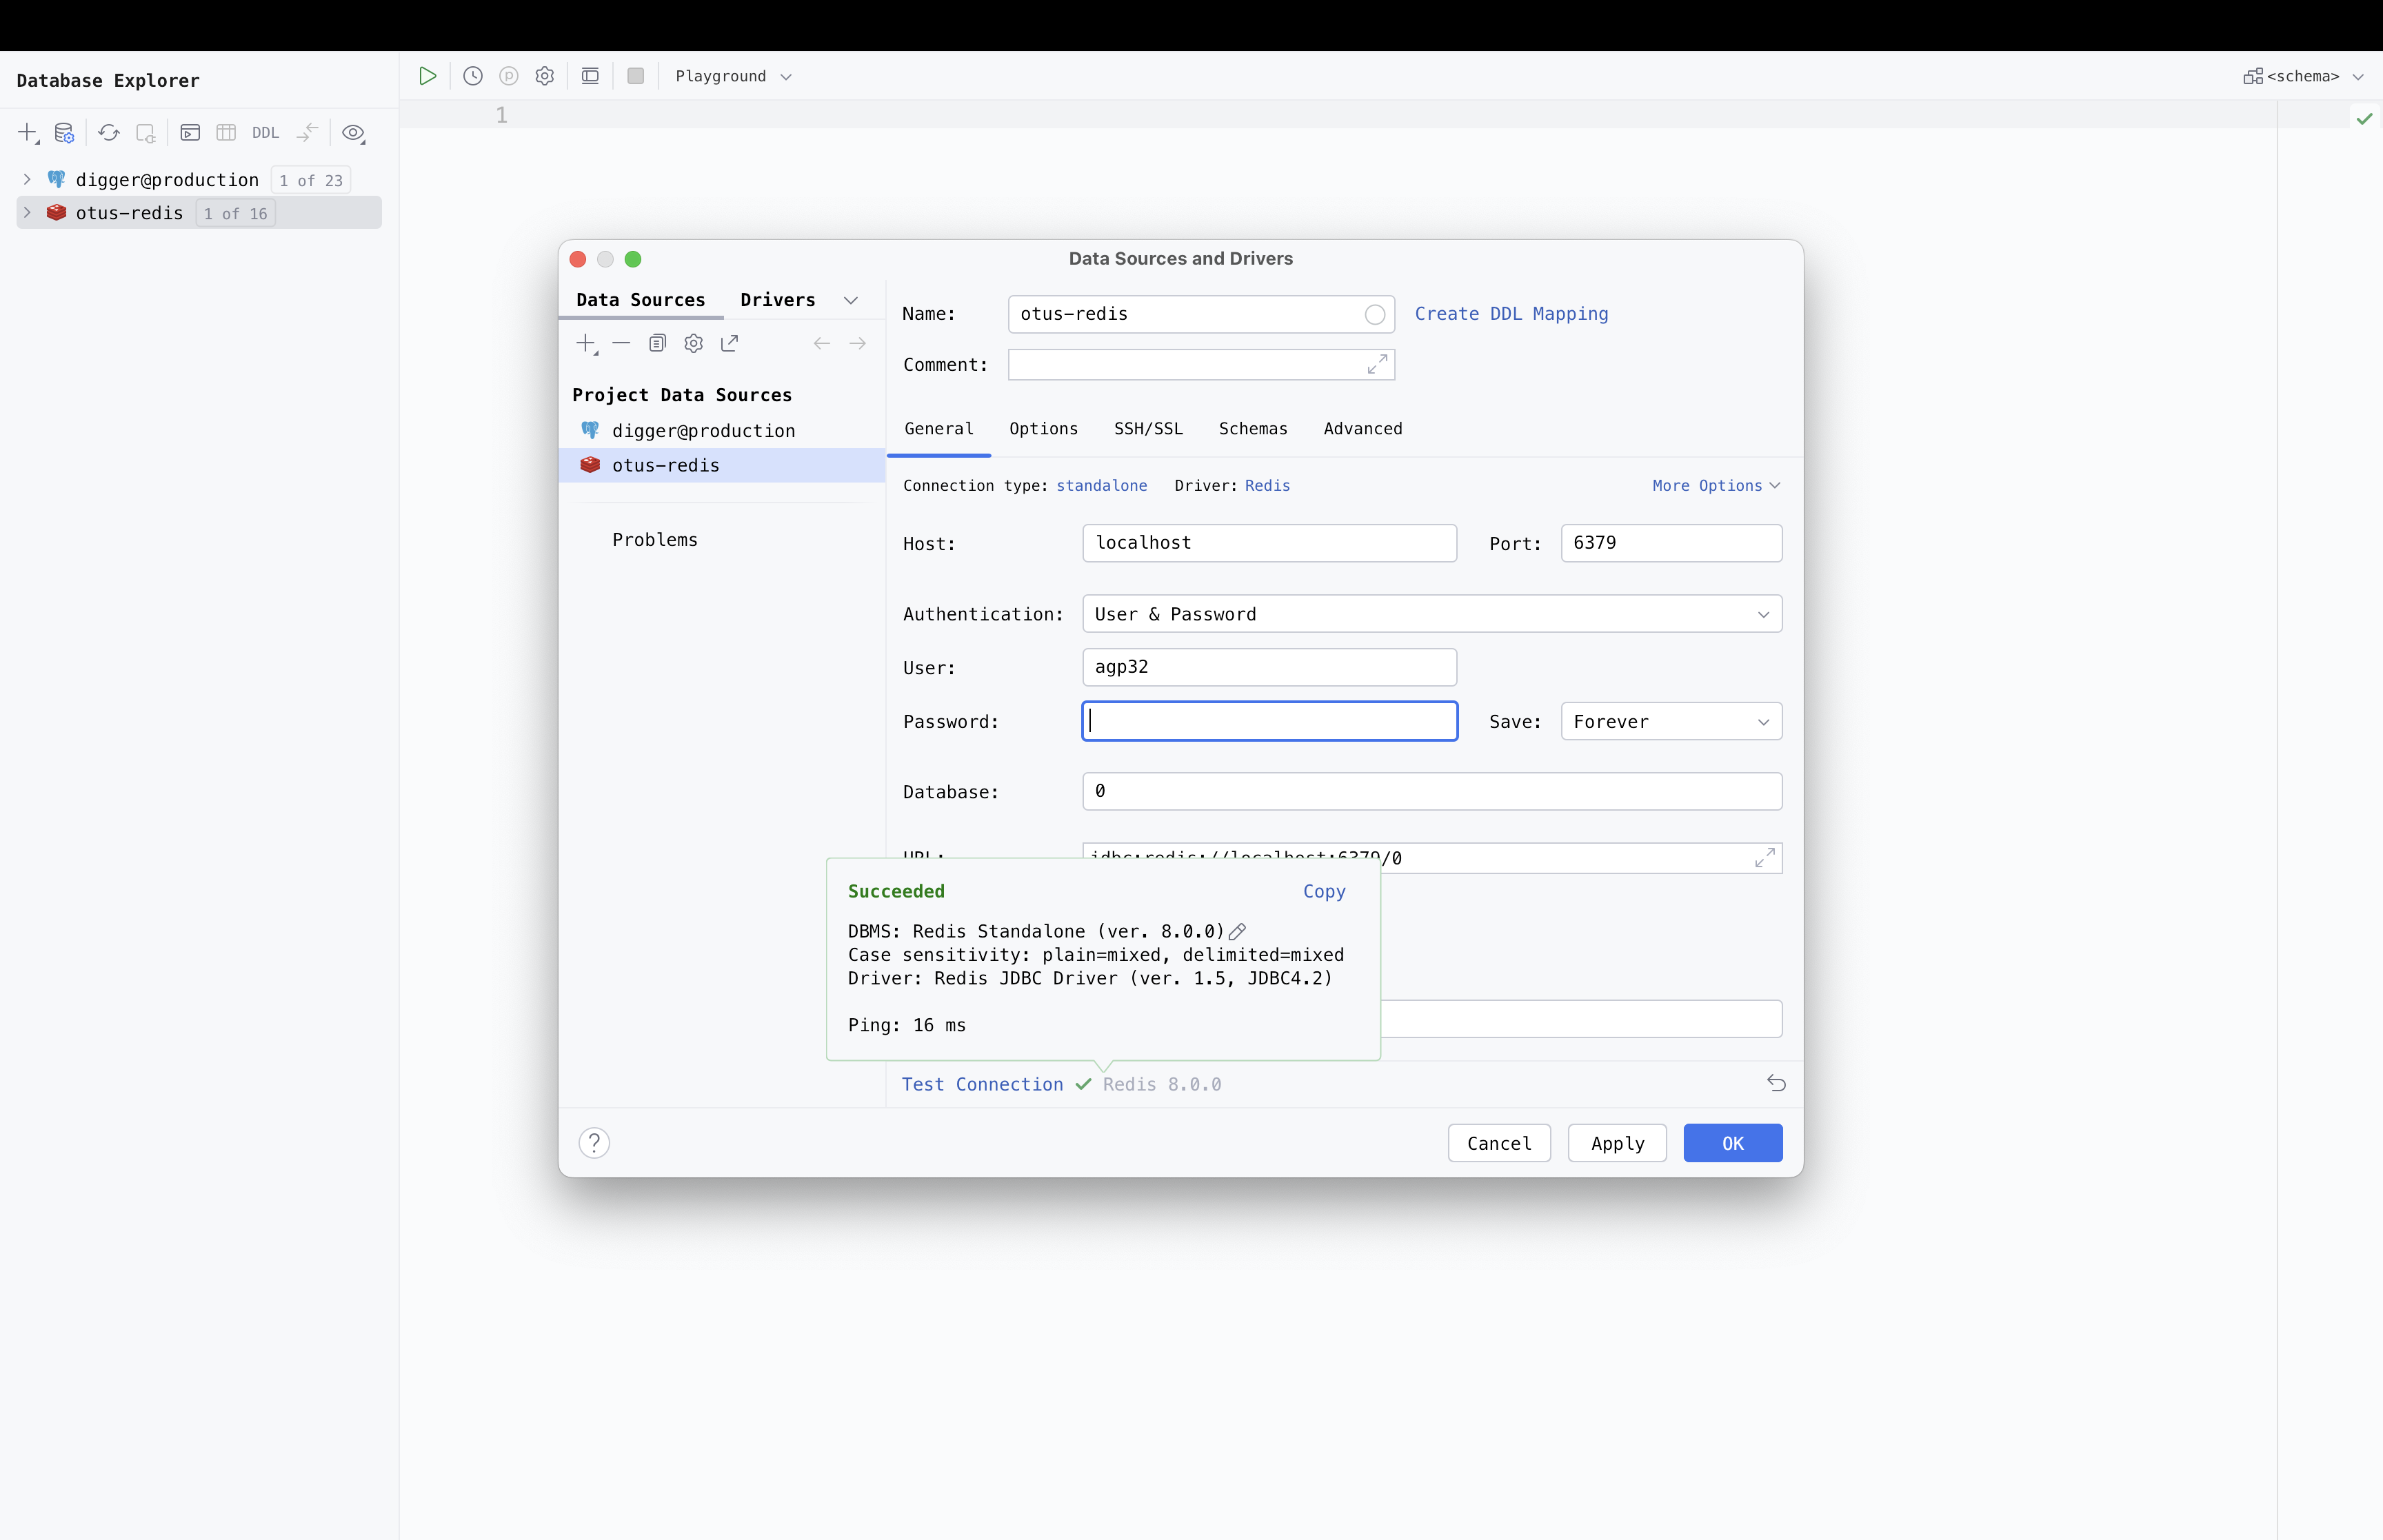 Database Explorer
Playground
<schema>
1
DDL
digger@production 1 of 23
otus-redis 1 of 16
Data Sources and Drivers
Data Sources Drivers
Project Data Sources
digger@production
otus-redis
Problems
Name: otus-redis Create DDL Mapping
Comment:
General Options SSH/SSL Schemas Advanced
Connection type: standalone Driver: Redis More Options
Host: localhost Port: 6379
Authentication: User & Password
User: agp32
Password: Save: Forever
Database: 0
URL: jdbc:redis://localhost:6379/0
Succeeded Copy
DBMS: Redis Standalone (ver. 8.0.0)
Case sensitivity: plain=mixed, delimited=mixed
Driver: Redis JDBC Driver (ver. 1.5, JDBC4.2)
Ping: 16 ms
Test Connection Redis 8.0.0
? Cancel Apply OK